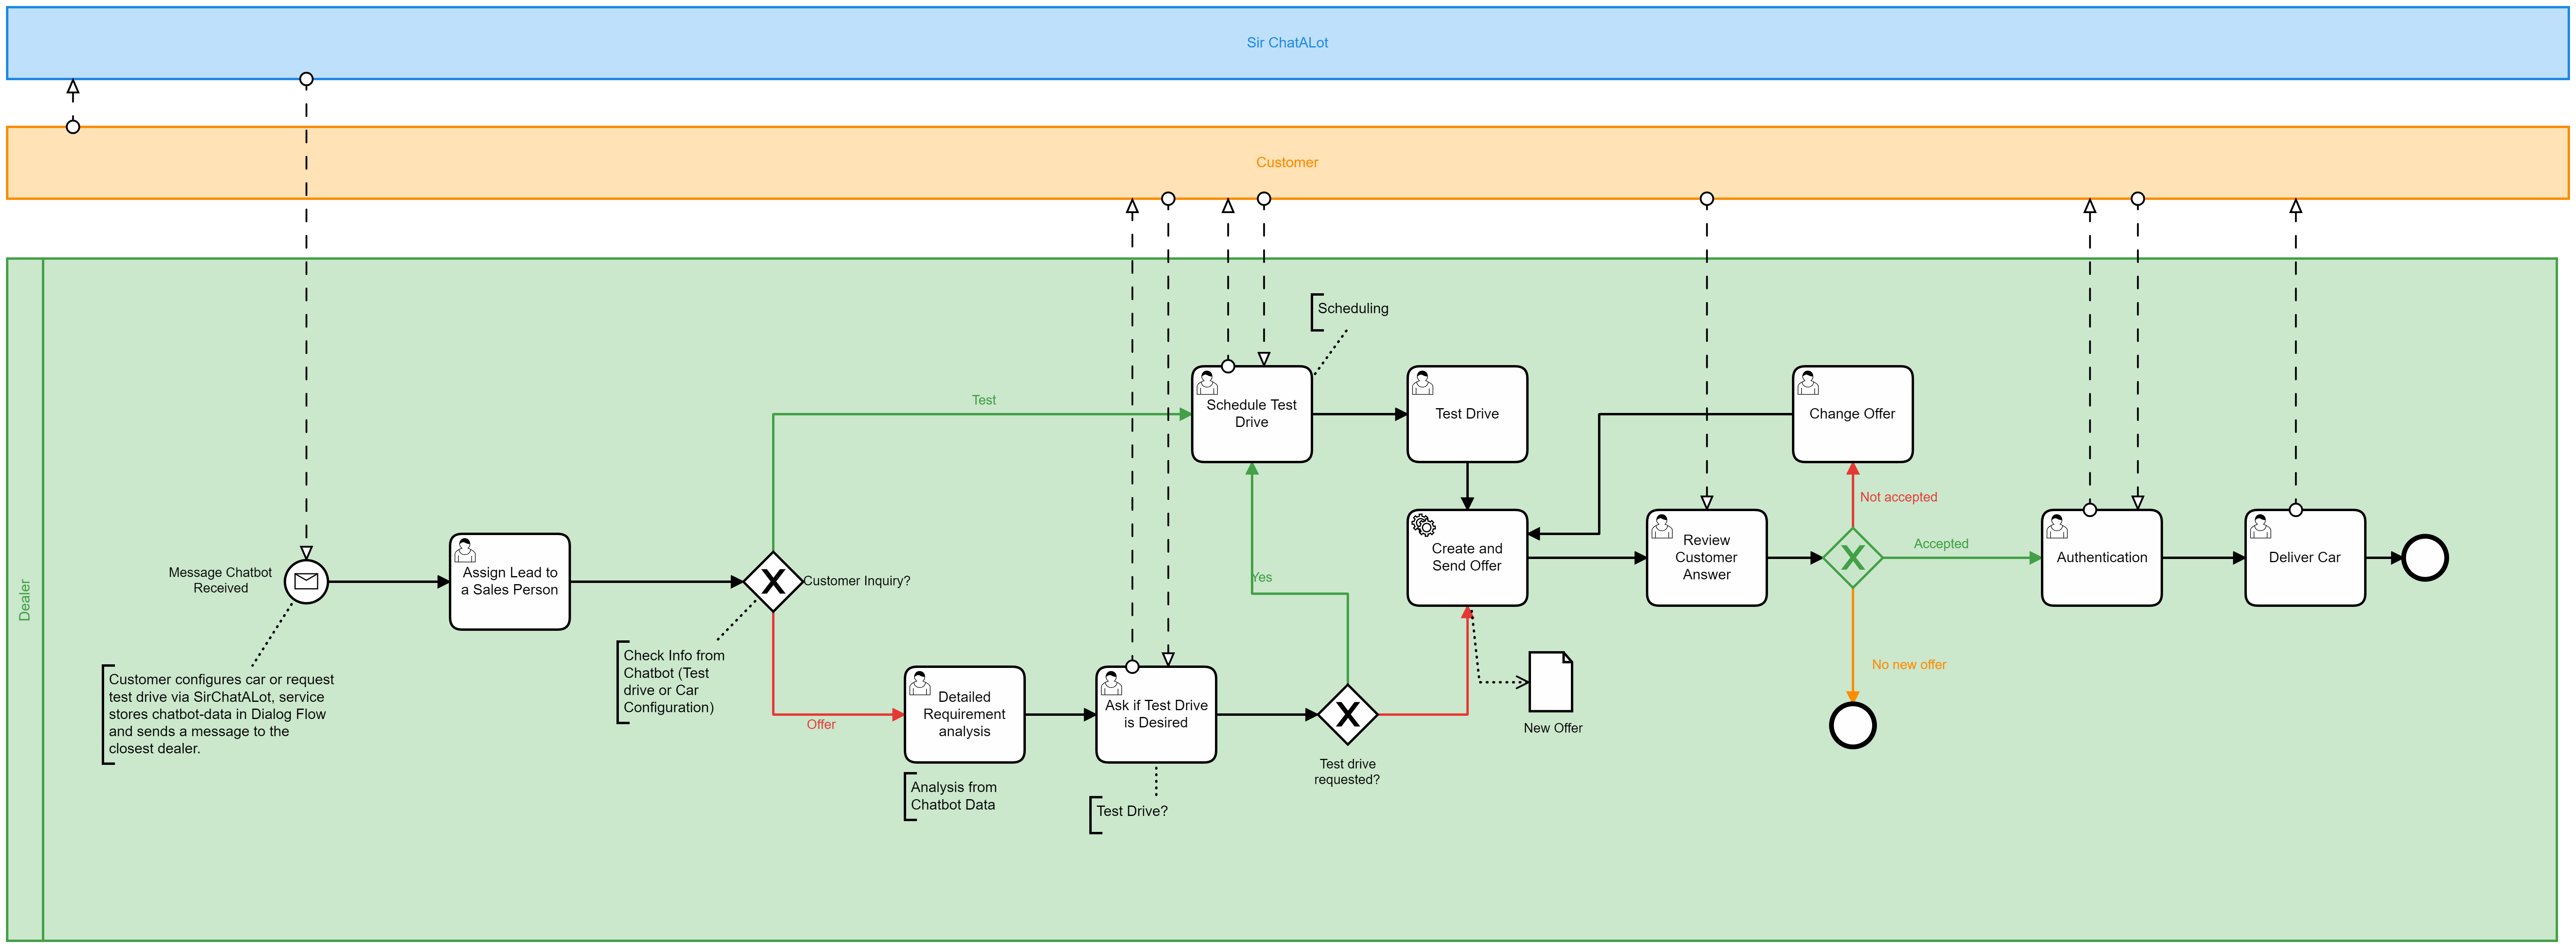 Sir ChatALot
Customer
Dealer
Message Chatbot
Received
Customer configures car or request
test drive via SirChatALot, service
stores chatbot-data in Dialog Flow
and sends a message to the
closest dealer.
Assign Lead to
a Sales Person
Customer Inquiry?
Check Info from
Chatbot (Test
drive or Car
Configuration)
Test
Offer
Detailed
Requirement
analysis
Analysis from
Chatbot Data
Ask if Test Drive
is Desired
Test Drive?
Test drive
requested?
Yes
Schedule Test
Drive
Scheduling
Test Drive
Create and
Send Offer
New Offer
Review
Customer
Answer
Change Offer
Not accepted
Accepted
No new offer
Authentication
Deliver Car